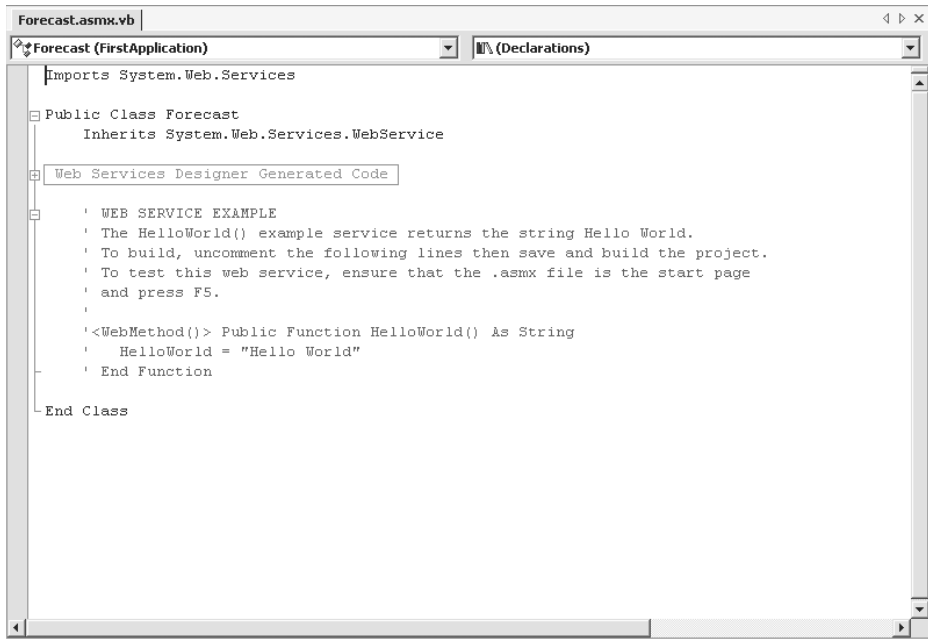 Forecast.asmx.vb
Forecast (FirstApplication)
(Declarations)
Imports System.Web.Services
Public Class Forecast
Inherits System.Web.Services.WebService
Web Services Designer Generated Code
' WEB SERVICE EXAMPLE
' The HelloWorld() example service returns the string Hello World.
' To build, uncomment the following lines then save and build the project.
' To test this web service, ensure that the .asmx file is the start page
' and press F5.
'
'<WebMethod()> Public Function HelloWorld() As String
'   HelloWorld = "Hello World"
' End Function
End Class